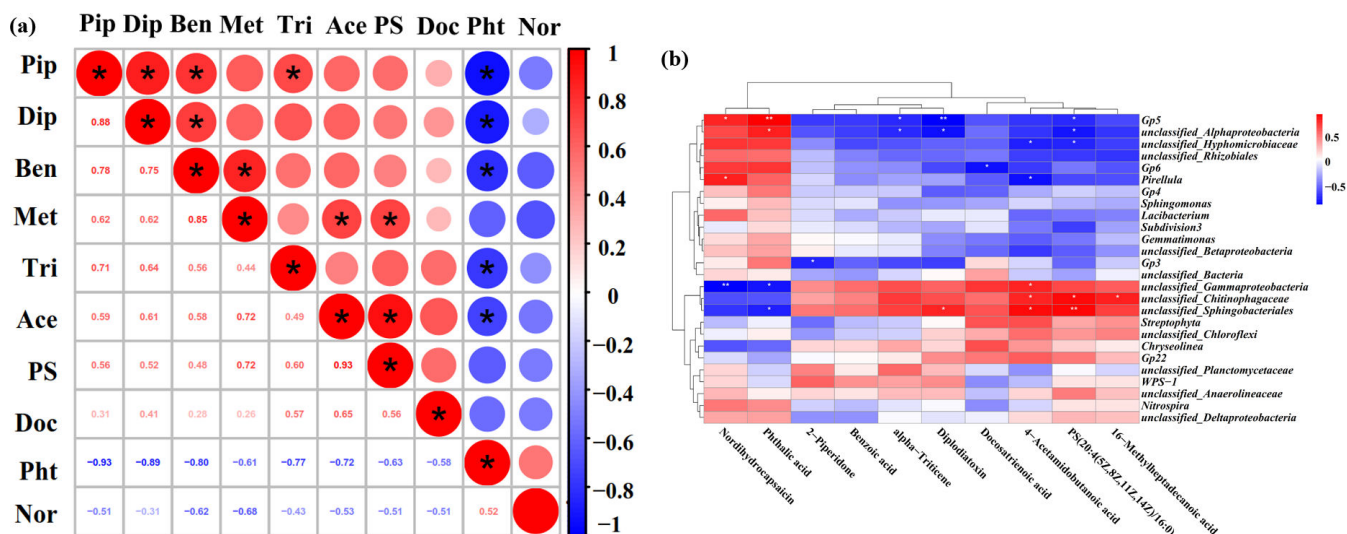 (a)
Pip Dip Ben Met Tri Ace PS Doc Pht Nor
Pip * * * * *
Dip 0.88 * * *
Ben 0.78 0.75 * * *
Met 0.62 0.62 0.85 * * *
Tri 0.71 0.64 0.56 0.44 * *
Ace 0.59 0.61 0.58 0.72 0.49 * * *
PS 0.56 0.52 0.48 0.72 0.60 0.93 *
Doc 0.31 0.41 0.28 0.26 0.57 0.65 0.56 *
Pht −0.93 −0.89 −0.80 −0.61 −0.77 −0.72 −0.63 −0.58 *
Nor −0.51 −0.31 −0.62 −0.68 −0.43 −0.53 −0.51 −0.51 0.52
1
0.8
0.6
0.4
0.2
0
−0.2
−0.4
−0.6
−0.8
−1
(b)
* ** * ** * Gp5
* * * * unclassified_Alphaproteobacteria
* * unclassified_Hyphomicrobiaceae
unclassified_Rhizobiales
* Gp6
* * Pirellula
Gp4
Sphingomonas
Lacibacterium
Subdivision3
Gemmatimonas
unclassified_Betaproteobacteria
* Gp3
unclassified_Bacteria
** * * unclassified_Gammaproteobacteria
* * * unclassified_Chitinophagaceae
* * * ** unclassified_Sphingobacteriales
Streptophyta
unclassified_Chloroflexi
Chryseolinea
Gp22
unclassified_Planctomycetaceae
WPS−1
unclassified_Anaerolineaceae
Nitrospira
unclassified_Deltaproteobacteria
Nordihydrocapsaicin
Phthalic acid
2−Piperidone
Benzoic acid
alpha−Triticene
Diplodiatoxin
Docosatrienoic acid
4−Acetamidobutanoic acid
PS(20:4(5Z,8Z,11Z,14Z)/16:0)
16−Methylheptadecanoic acid
0.5
0
−0.5